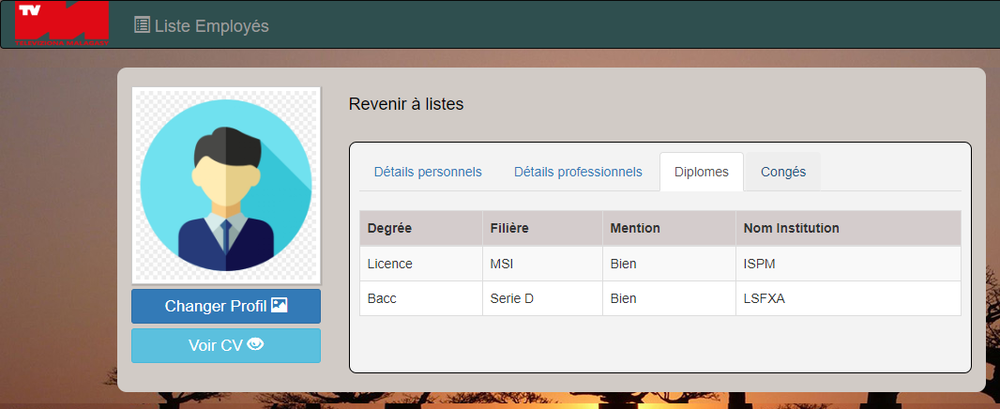 TV
Liste Employés
Revenir à listes
Détails personnels Détails professionnels Diplomes Congés
Degrée Filière Mention Nom Institution
Licence MSI Bien ISPM
Bacc Serie D Bien LSFXA
Changer Profil
Voir CV